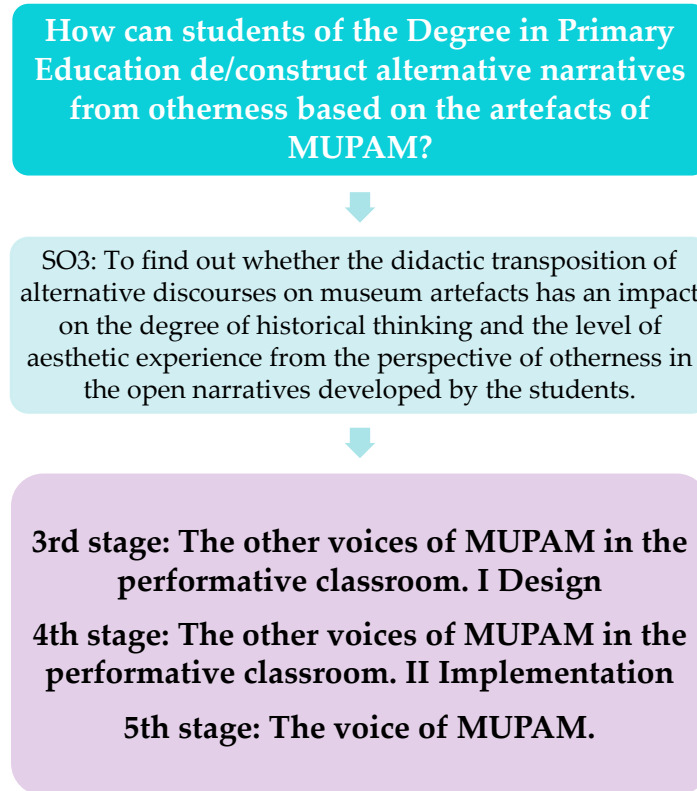 How can students of the Degree in Primary
Education de/construct alternative narratives
from otherness based on the artefacts of
MUPAM?
SO3: To find out whether the didactic transposition of
alternative discourses on museum artefacts has an impact
on the degree of historical thinking and the level of
aesthetic experience from the perspective of otherness in
the open narratives developed by the students.
3rd stage: The other voices of MUPAM in the
performative classroom. I Design
4th stage: The other voices of MUPAM in the
performative classroom. II Implementation
5th stage: The voice of MUPAM.